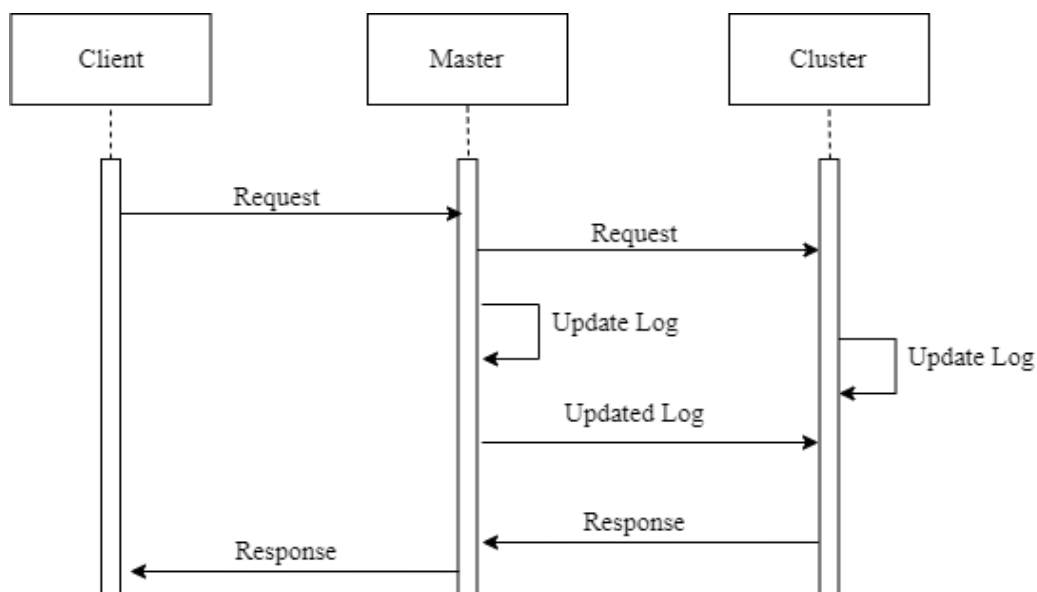 Client
Master
Cluster
Request
Request
Update Log
Update Log
Updated Log
Response
Response